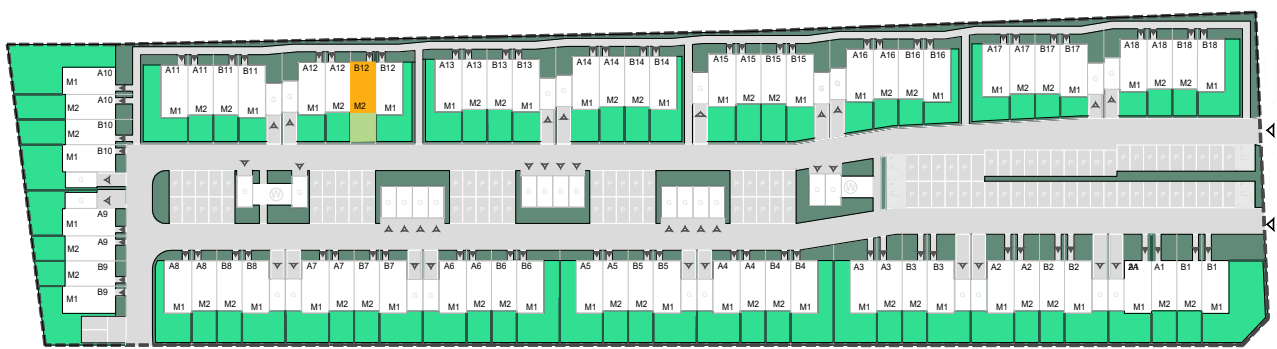 A11 A11 B11 B11
M1 M2 M2 M1
G G
A12 A12 B12 B12
M1 M2 M2 M1
A13 A13 B13 B13
M1 M2 M2 M1
G G
A14 A14 B14 B14
M1 M2 M2 M1
A15 A15 B15 B15
G
M1 M2 M2 M1
G G
A16 A16 B16 B16
M1 M2 M2 M1
A17 A17 B17 B17
M1 M2 M2 M1
G G
A18 A18 B18 B18
M1 M2 M2 M1
A10
M1
A10
M2
B10
M2
B10
M1
G
G
A9
M1
A9
M2
B9
M2
B9
M1
G W G
G G G G
G G G G
G G G G
G G W
A8 A8 B8 B8
M1 M2 M2 M1
G G
A7 A7 B7 B7
M1 M2 M2 M1
G G
A6 A6 B6 B6
M1 M2 M2 M1
A5 A5 B5 B5
M1 M2 M2 M1
G G
A4 A4 B4 B4
M1 M2 M2 M1
A3 A3 B3 B3
M1 M2 M2 M1
G G
A2 A2 B2 B2
M1 M2 M2 M1
G G
A1 B1 B1
M1 M2 M2 M1